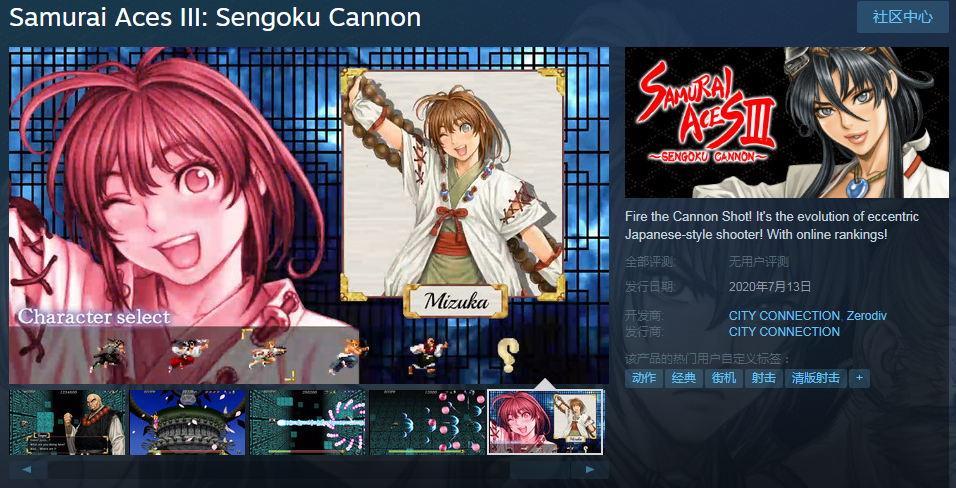 Samurai Aces III: Sengoku Cannon
社区中心
Mizuka
Character select
SAMURAI
ACES III
~SENGOKU CANNON~
Fire the Cannon Shot! It's the evolution of eccentric
Japanese-style shooter! With online rankings!
全部评测: 无用户评测
发行日期: 2020年7月13日
开发商: CITY CONNECTION, Zerodiv
发行商: CITY CONNECTION
该产品的热门用户自定义标签：
动作 经典 街机 射击 清版射击 +